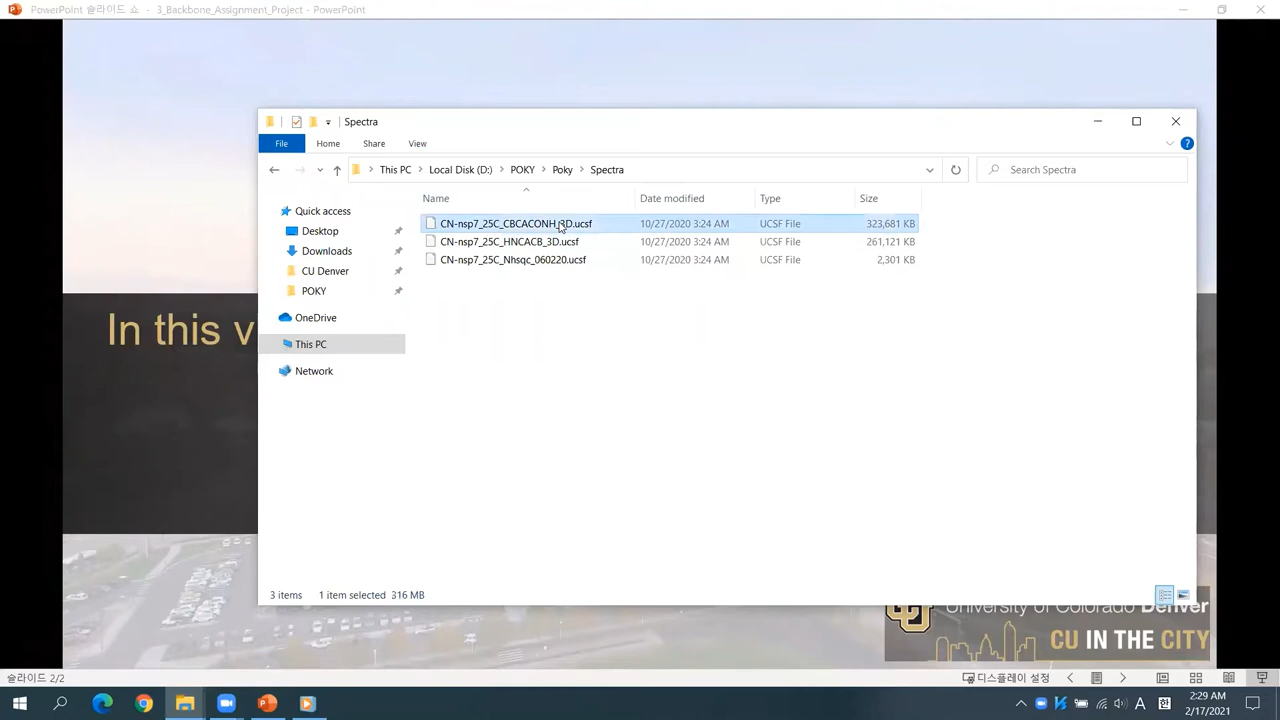 PowerPoint 슬라이드 쇼 - 3_Backbone_Assignment_Project - PowerPoint
Spectra
File Home Share View
This PC Local Disk (D:) POKY Poky Spectra
Search Spectra
Name Date modified Type Size
CN-nsp7_25C_CBCACONH_3D.ucsf 10/27/2020 3:24 AM UCSF File 323,681 KB
CN-nsp7_25C_HNCACB_3D.ucsf 10/27/2020 3:24 AM UCSF File 261,121 KB
CN-nsp7_25C_Nhsqc_060220.ucsf 10/27/2020 3:24 AM UCSF File 2,301 KB
Quick access
Desktop
Downloads
CU Denver
POKY
OneDrive
This PC
Network
In this v
3 items 1 item selected 316 MB
University of Colorado Denver
CU IN THE CITY
슬라이드 2/2 디스플레이 설정
A 한 2:29 AM
2/17/2021